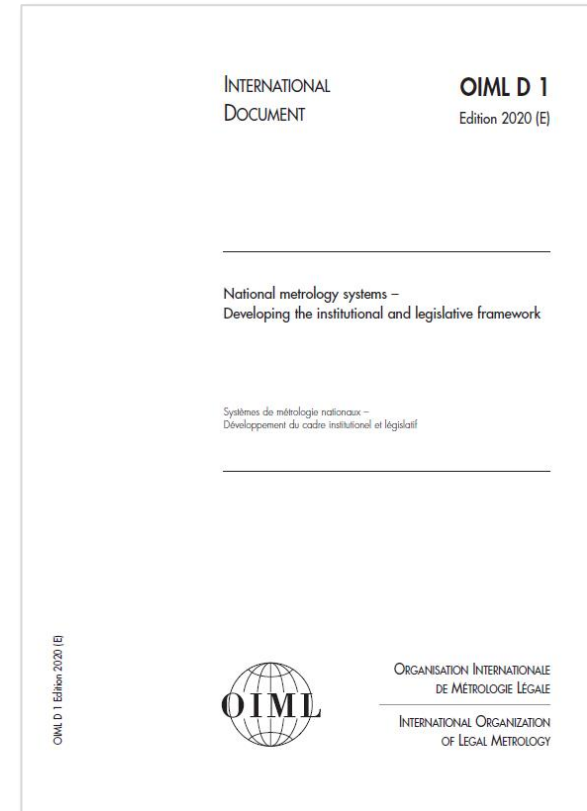 INTERNATIONAL
DOCUMENT
OIML D 1
Edition 2020 (E)
National metrology systems –
Developing the institutional and legislative framework
Systèmes de métrologie nationaux –
Développement du cadre institutionel et législatif
OIML D 1 Edition 2020 (E)
OIML
ORGANISATION INTERNATIONALE
DE MÉTROLOGIE LÉGALE
INTERNATIONAL ORGANIZATION
OF LEGAL METROLOGY